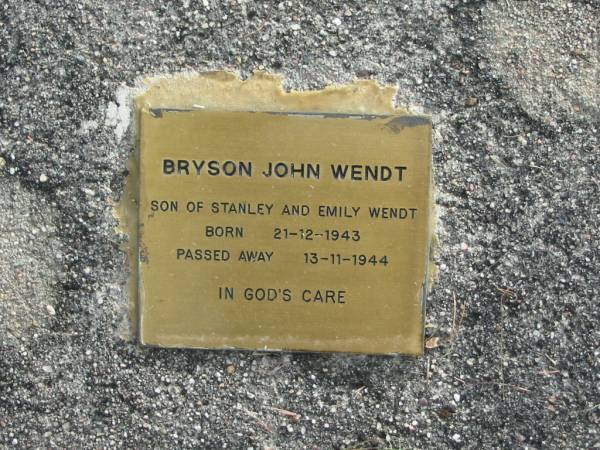 BRYSON JOHN WENDT
SON OF STANLEY AND EMILY WENDT
BORN 21-12-1943
PASSED AWAY 13-11-1944
IN GOD'S CARE